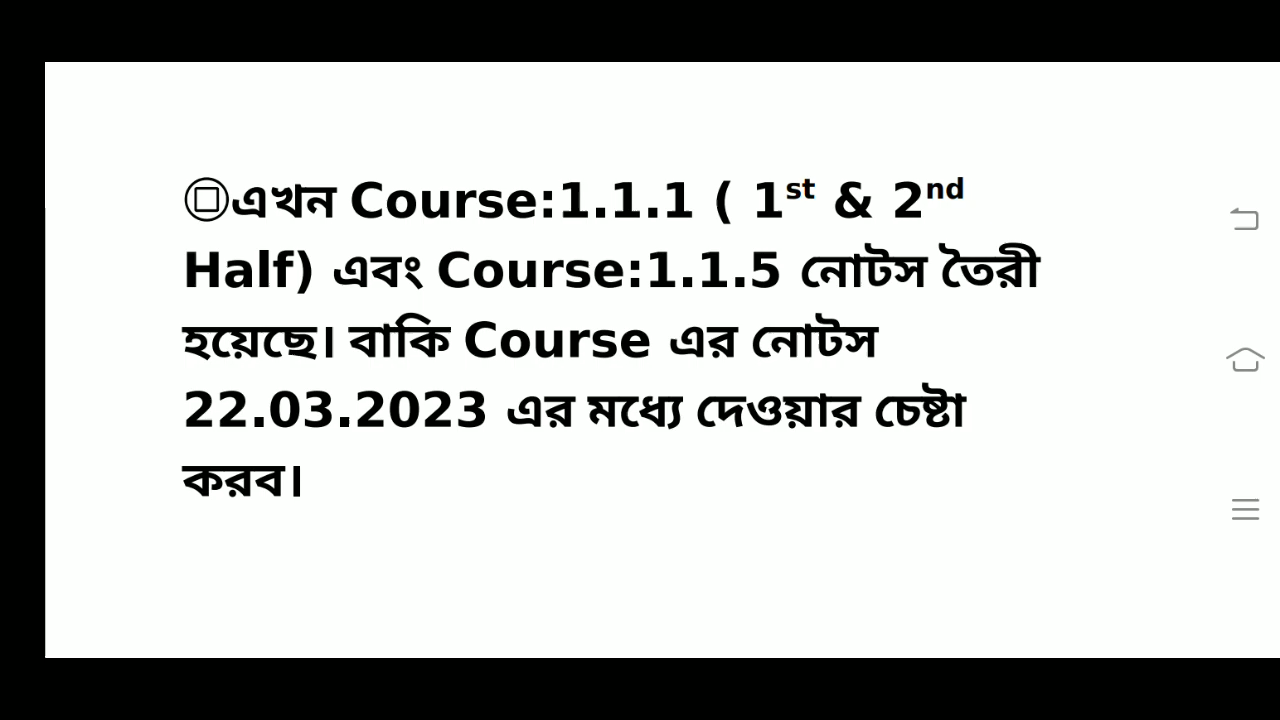 এখন Course:1.1.1 ( 1st & 2nd
Half) এবং Course:1.1.5 নোটস তৈরী
হয়েছে। বাকি Course এর নোটস
22.03.2023 এর মধ্যে দেওয়ার চেষ্টা
করব।